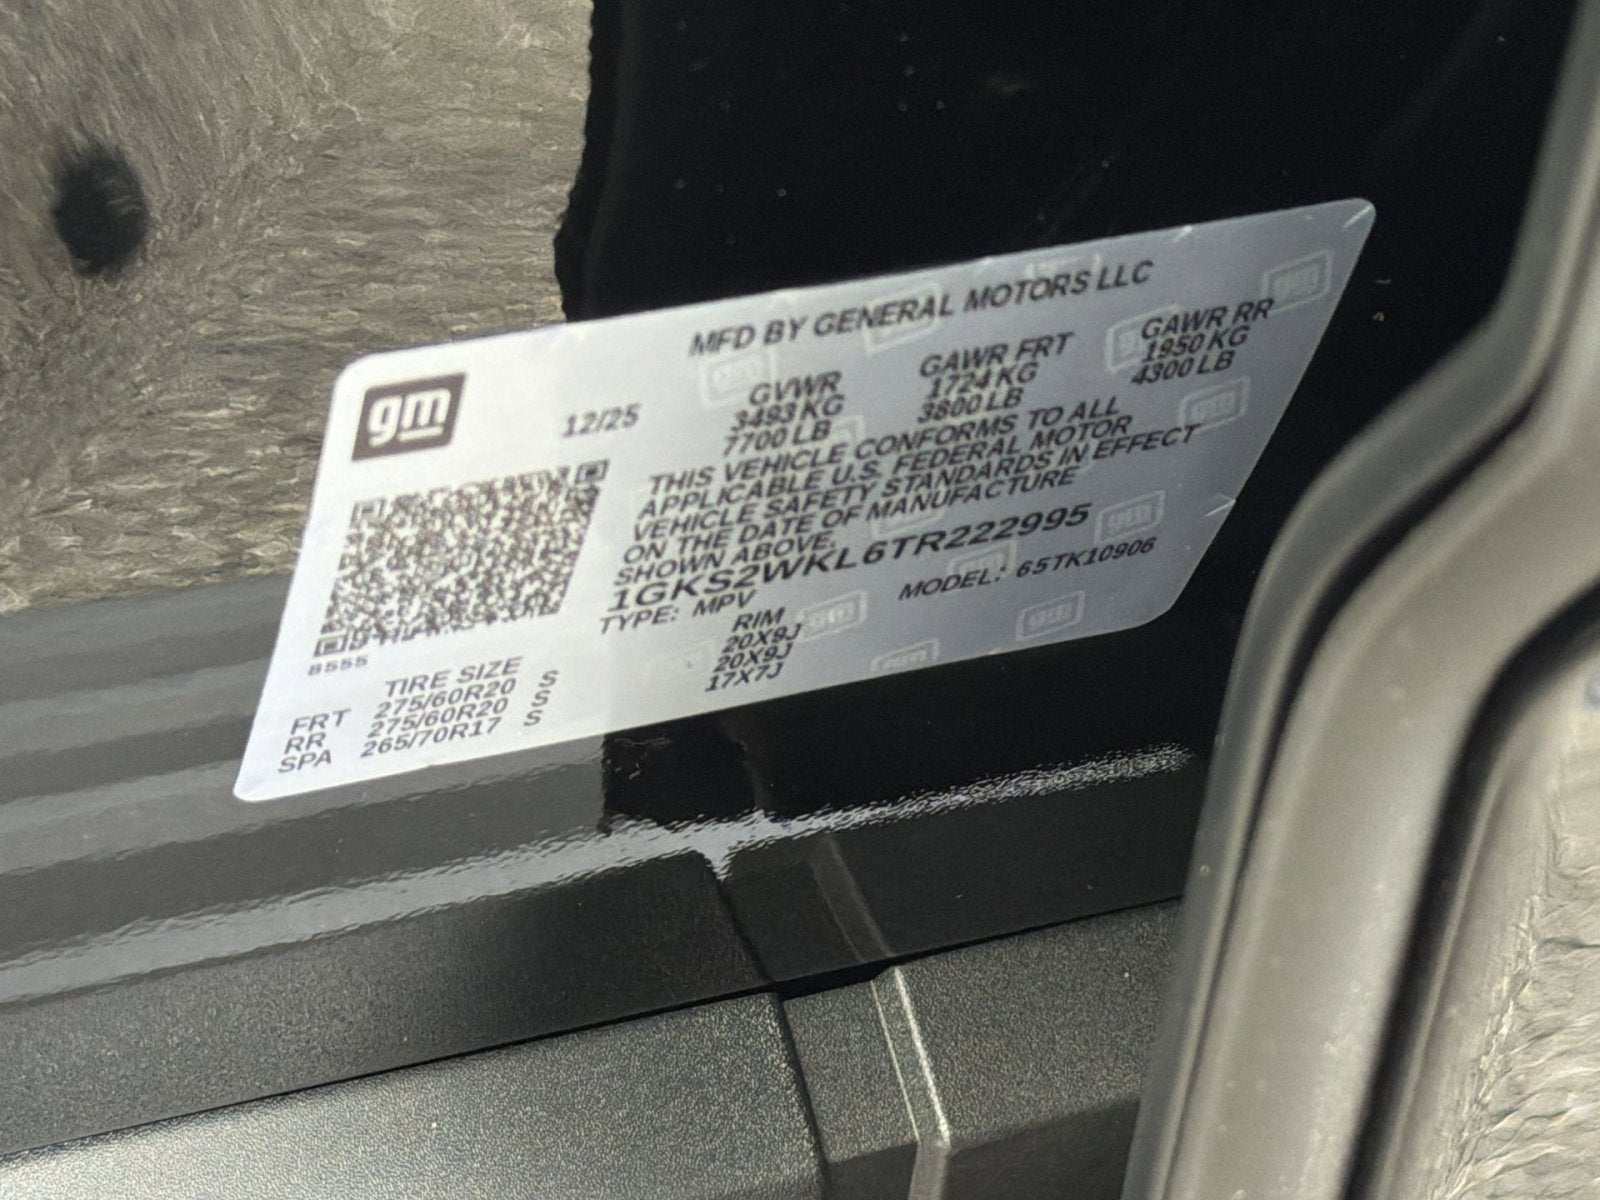 MFD BY GENERAL MOTORS LLC
gm
12/25
GVWR GAWR FRT GAWR RR
3493 KG 1724 KG 1950 KG
7700 LB 3800 LB 4300 LB
THIS VEHICLE CONFORMS TO ALL
APPLICABLE U.S. FEDERAL MOTOR
VEHICLE SAFETY STANDARDS IN EFFECT
ON THE DATE OF MANUFACTURE
SHOWN ABOVE.
1GKS2WKL6TR222995
TYPE: MPV MODEL: 65TK10906
8555
TIRE SIZE RIM
FRT 275/60R20 S 20X9J
RR 275/60R20 S 20X9J
SPA 265/70R17 S 17X7J